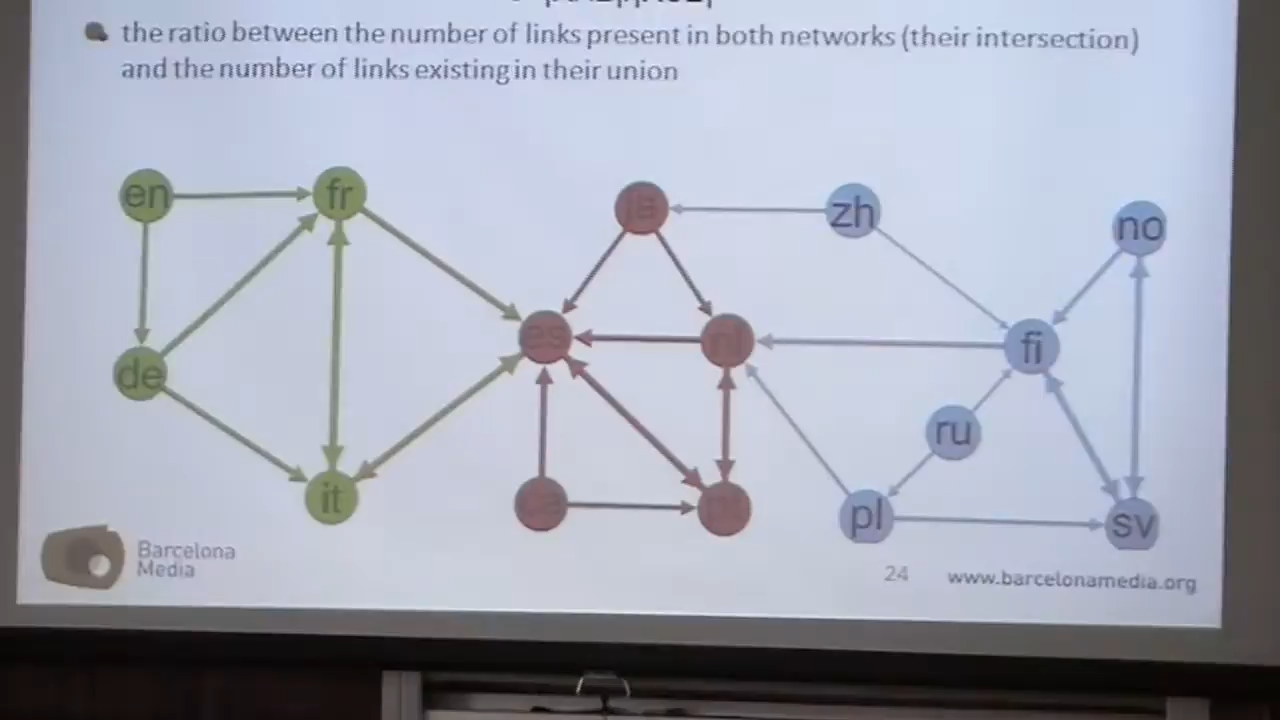 the ratio between the number of links present in both networks (their intersection)
and the number of links existing in their union
en
fr
zh
no
es
fi
de
ru
it
pl
sv
Barcelona
Media
24
www.barcelonamedia.org